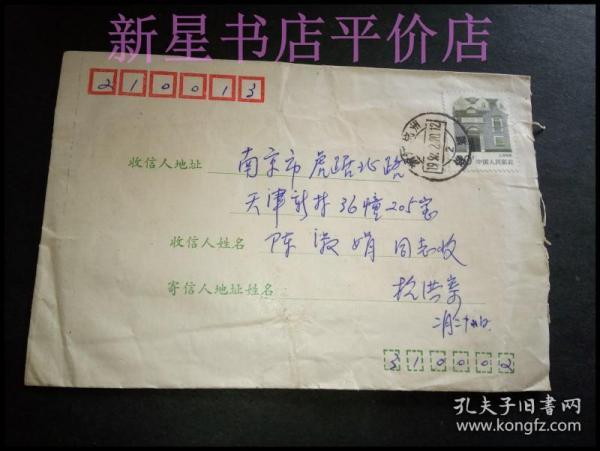 新星书店平价店
210013
中国人民邮政
收信人地址 南京市虎踞北路
天津新村36幢205室
收信人姓名 陈淑娟同志收
寄信人地址姓名
310002
孔夫子旧书网
www.kongfz.com